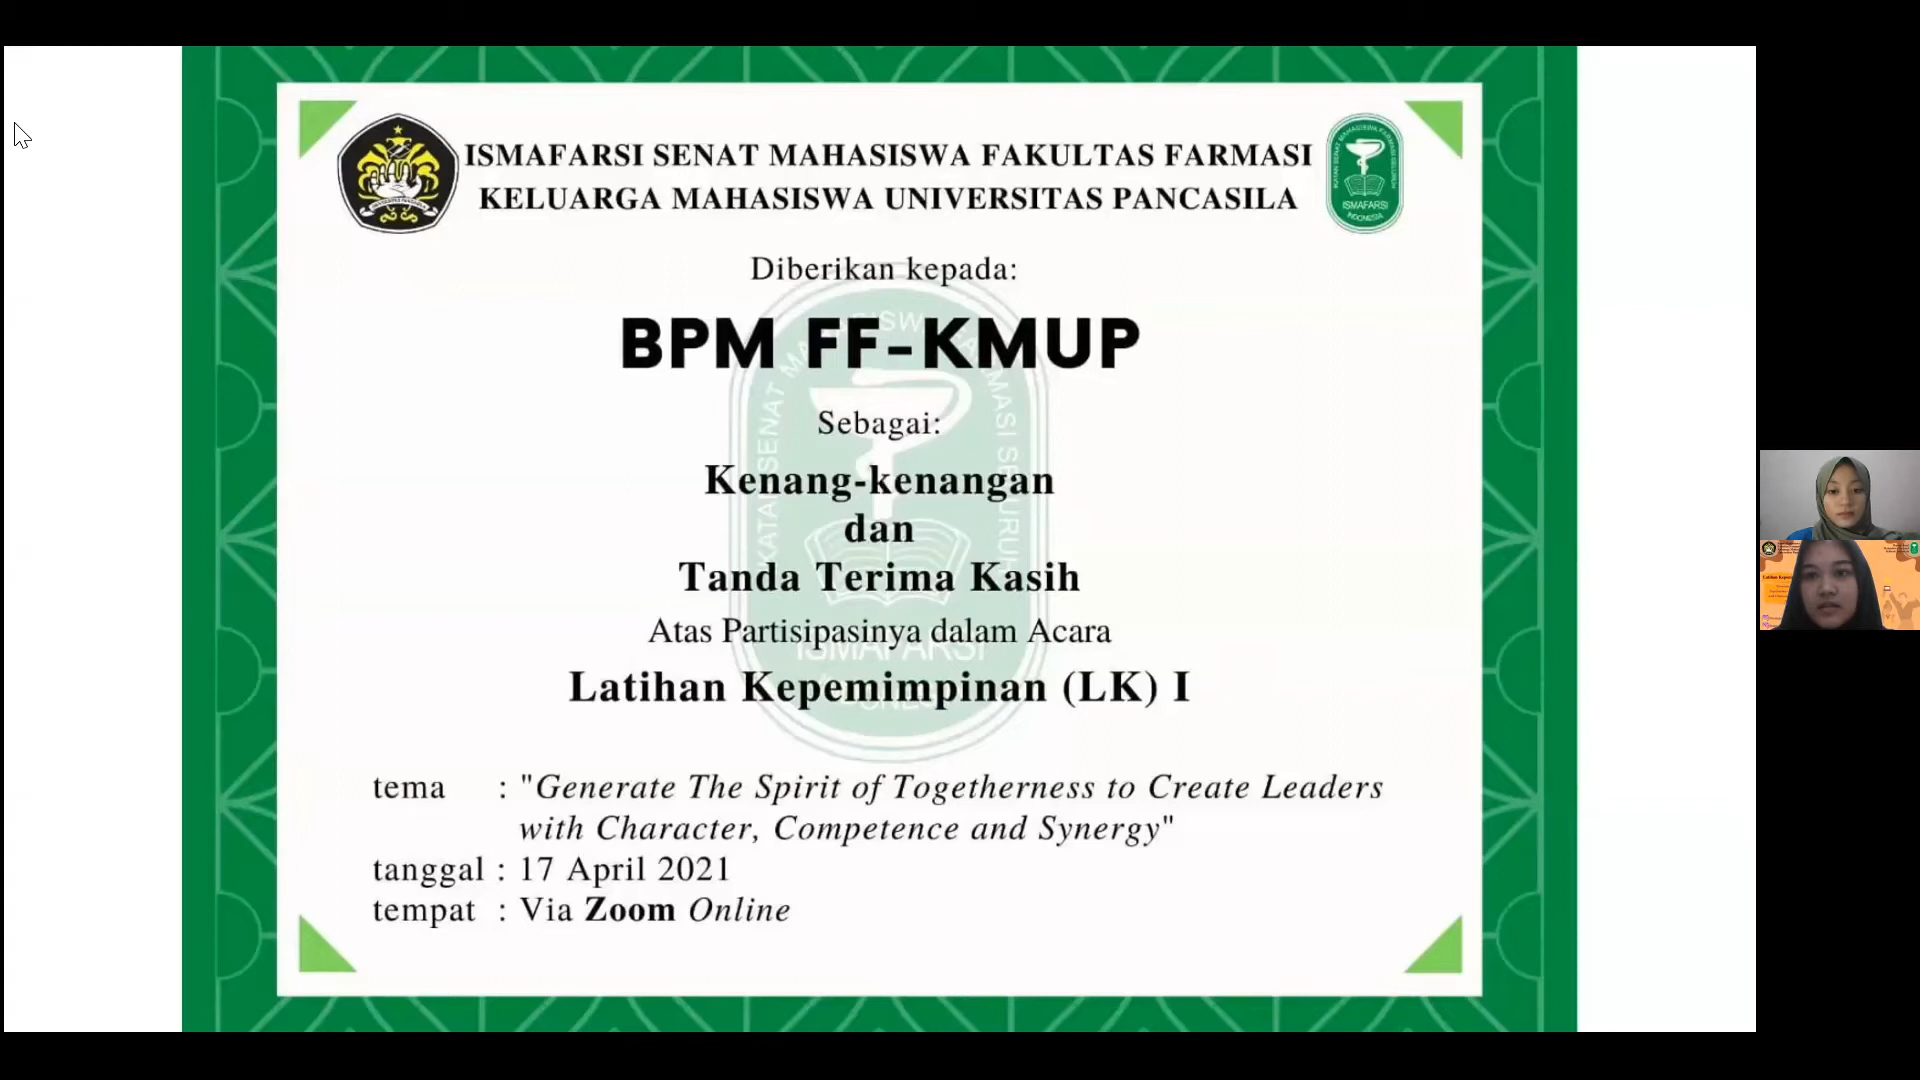 ISMAFARSI SENAT MAHASISWA FAKULTAS FARMASI
KELUARGA MAHASISWA UNIVERSITAS PANCASILA
ISMAFARSI
INDONESIA
Diberikan kepada:
BPM FF-KMUP
Sebagai:
Kenang-kenangan
dan
Tanda Terima Kasih
Atas Partisipasinya dalam Acara
Latihan Kepemimpinan (LK) I
tema : "Generate The Spirit of Togetherness to Create Leaders
with Character, Competence and Synergy"
tanggal : 17 April 2021
tempat : Via Zoom Online